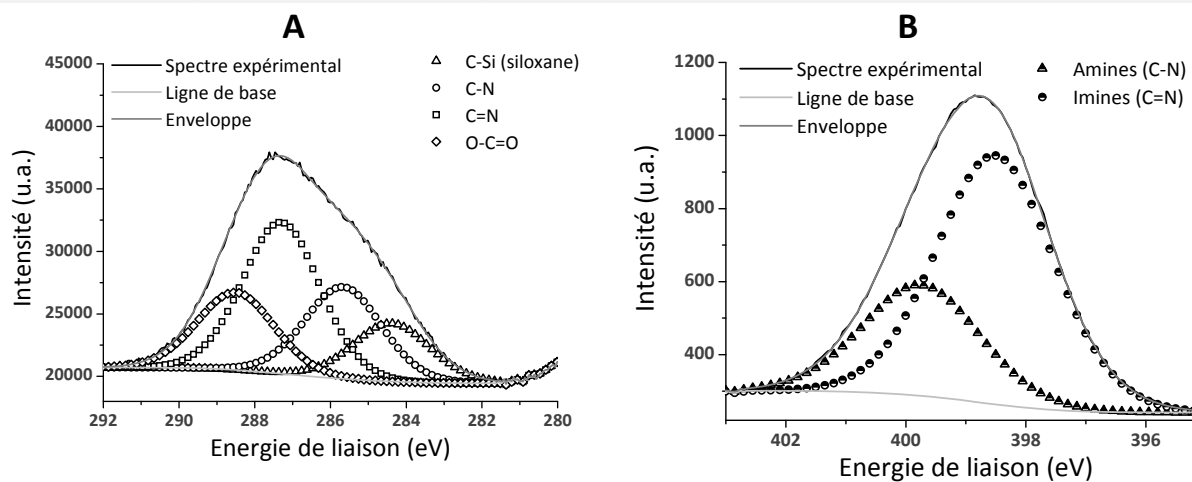 A
Intensité (u.a.)
45000
40000
35000
30000
25000
20000
Spectre expérimental
Ligne de base
Enveloppe
C-Si (siloxane)
C-N
C=N
O-C=O
292 290 288 286 284 282 280
Energie de liaison (eV)
B
Intensité (u.a.)
1200
1000
800
600
400
Spectre expérimental
Ligne de base
Enveloppe
Amines (C-N)
Imines (C=N)
402 400 398 396
Energie de liaison (eV)